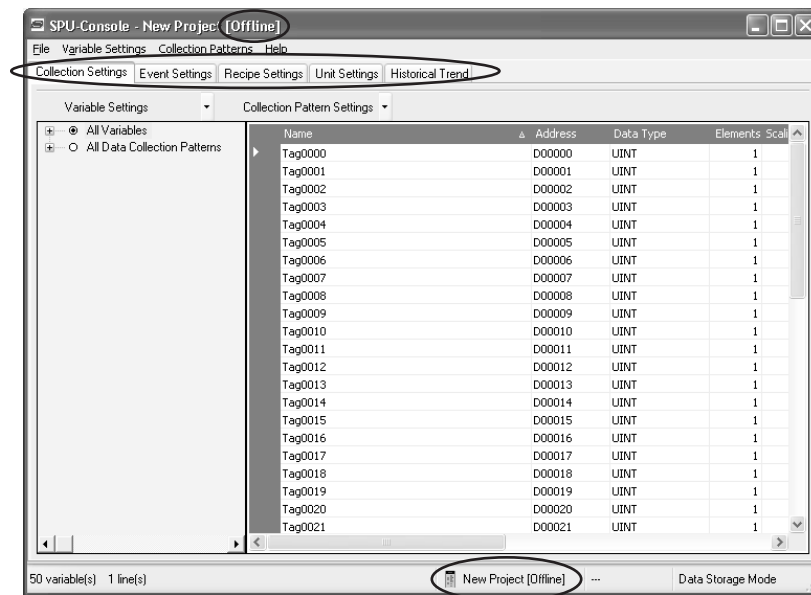 SPU-Console - New Project [Offline]
File Variable Settings Collection Patterns Help
Collection Settings Event Settings Recipe Settings Unit Settings Historical Trend
Variable Settings Collection Pattern Settings
All Variables
All Data Collection Patterns
Name Address Data Type Elements Scali
Tag0000 D00000 UINT 1
Tag0001 D00001 UINT 1
Tag0002 D00002 UINT 1
Tag0003 D00003 UINT 1
Tag0004 D00004 UINT 1
Tag0005 D00005 UINT 1
Tag0006 D00006 UINT 1
Tag0007 D00007 UINT 1
Tag0008 D00008 UINT 1
Tag0009 D00009 UINT 1
Tag0010 D00010 UINT 1
Tag0011 D00011 UINT 1
Tag0012 D00012 UINT 1
Tag0013 D00013 UINT 1
Tag0014 D00014 UINT 1
Tag0015 D00015 UINT 1
Tag0016 D00016 UINT 1
Tag0017 D00017 UINT 1
Tag0018 D00018 UINT 1
Tag0019 D00019 UINT 1
Tag0020 D00020 UINT 1
Tag0021 D00021 UINT 1
50 variable(s) 1 line(s) New Project [Offline] --- Data Storage Mode